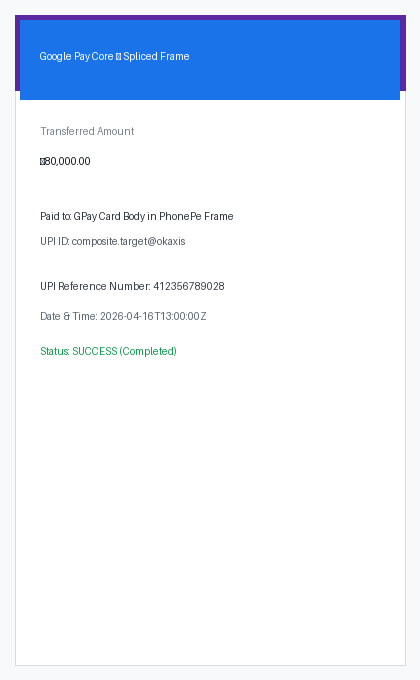 Google Pay Core Spliced Frame
Transferred Amount
80,000.00
Paid to: GPay Card Body in PhonePe Frame
UPI ID: composite.target@okaxis
UPI Reference Number: 412356789028
Date & Time: 2026-04-16T13:00:00Z
Status: SUCCESS (Completed)